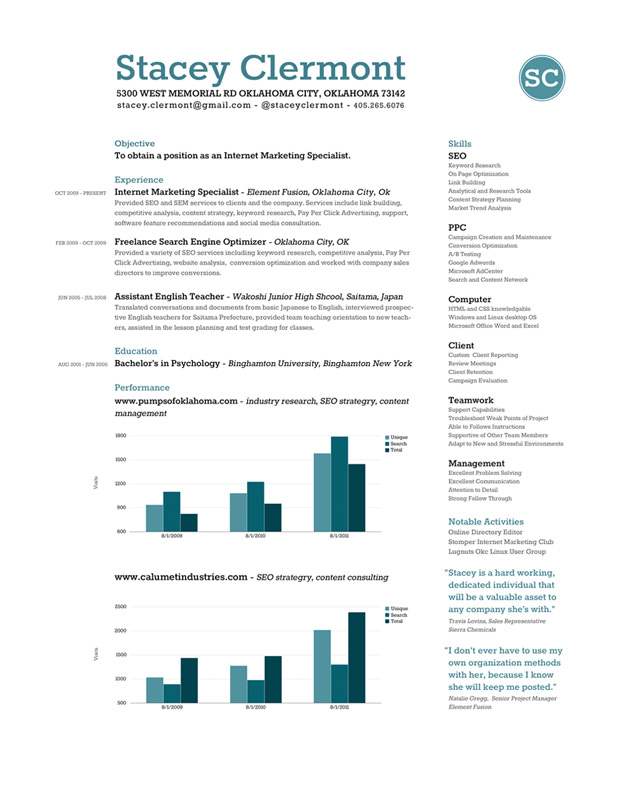 Stacey Clermont
5300 WEST MEMORIAL RD OKLAHOMA CITY, OKLAHOMA 73142
stacey.clermont@gmail.com - @staceyclermont - 405.265.6076
SC
Objective
To obtain a position as an Internet Marketing Specialist.
Experience
OCT 2009 - PRESENT
Internet Marketing Specialist - Element Fusion, Oklahoma City, Ok
Provided SEO and SEM services to clients and the company. Services include link building,
competitive analysis, content strategy, keyword research, Pay Per Click Advertising, support,
software feature recommendations and social media consultation.
FEB 2009 - OCT 2009
Freelance Search Engine Optimizer - Oklahoma City, OK
Provided a variety of SEO services including keyword research, competitive analysis, Pay Per
Click Advertising, website analysis, conversion optimization and worked with company sales
directors to improve conversions.
JUN 2005 - JUL 2008
Assistant English Teacher - Wakoshi Junior High Shcool, Saitama, Japan
Translated conversations and documents from basic Japanese to English, interviewed prospec-
tive English teachers for Saitama Prefecture, provided team teaching orientation to new teach-
ers, assisted in the lesson planning and test grading for classes.
Education
AUG 2001 - JUN 2005
Bachelor's in Psychology - Binghamton University, Binghamton New York
Performance
www.pumpsofoklahoma.com - industry research, SEO strategry, content
management
Visits
1800
1500
1200
900
600
8/1/2009
8/1/2010
8/1/2011
Unique
Search
Total
www.calumetindustries.com - SEO strategry, content consulting
Visits
2500
2000
1500
1000
500
8/1/2009
8/1/2010
8/1/2011
Unique
Search
Total
Skills
SEO
Keyword Research
On Page Optimization
Link Building
Analytical and Research Tools
Content Strategy Planning
Market Trend Analysis
PPC
Campaign Creation and Maintenance
Conversion Optimization
A/B Testing
Google Adwords
Microsoft AdCenter
Search and Content Network
Computer
HTML and CSS knowledgable
Windows and Linux desktop OS
Microsoft Office Word and Excel
Client
Custom Client Reporting
Review Meetings
Client Retention
Campaign Evaluation
Teamwork
Support Capabilities
Troubleshoot Weak Points of Project
Able to Follows Instructions
Supportive of Other Team Members
Adapt to New and Stressful Environments
Management
Excellent Problem Solving
Excellent Communication
Attention to Detail
Strong Follow Through
Notable Activities
Online Directory Editor
Stomper Internet Marketing Club
Lugnuts Okc Linux User Group
"Stacey is a hard working,
dedicated individual that
will be a valuable asset to
any company she's with."
Travis Lovins, Sales Representative
Sierra Chemicals
"I don't ever have to use my
own organization methods
with her, because I know
she will keep me posted."
Natalie Gregg, Senior Project Manager
Element Fusion